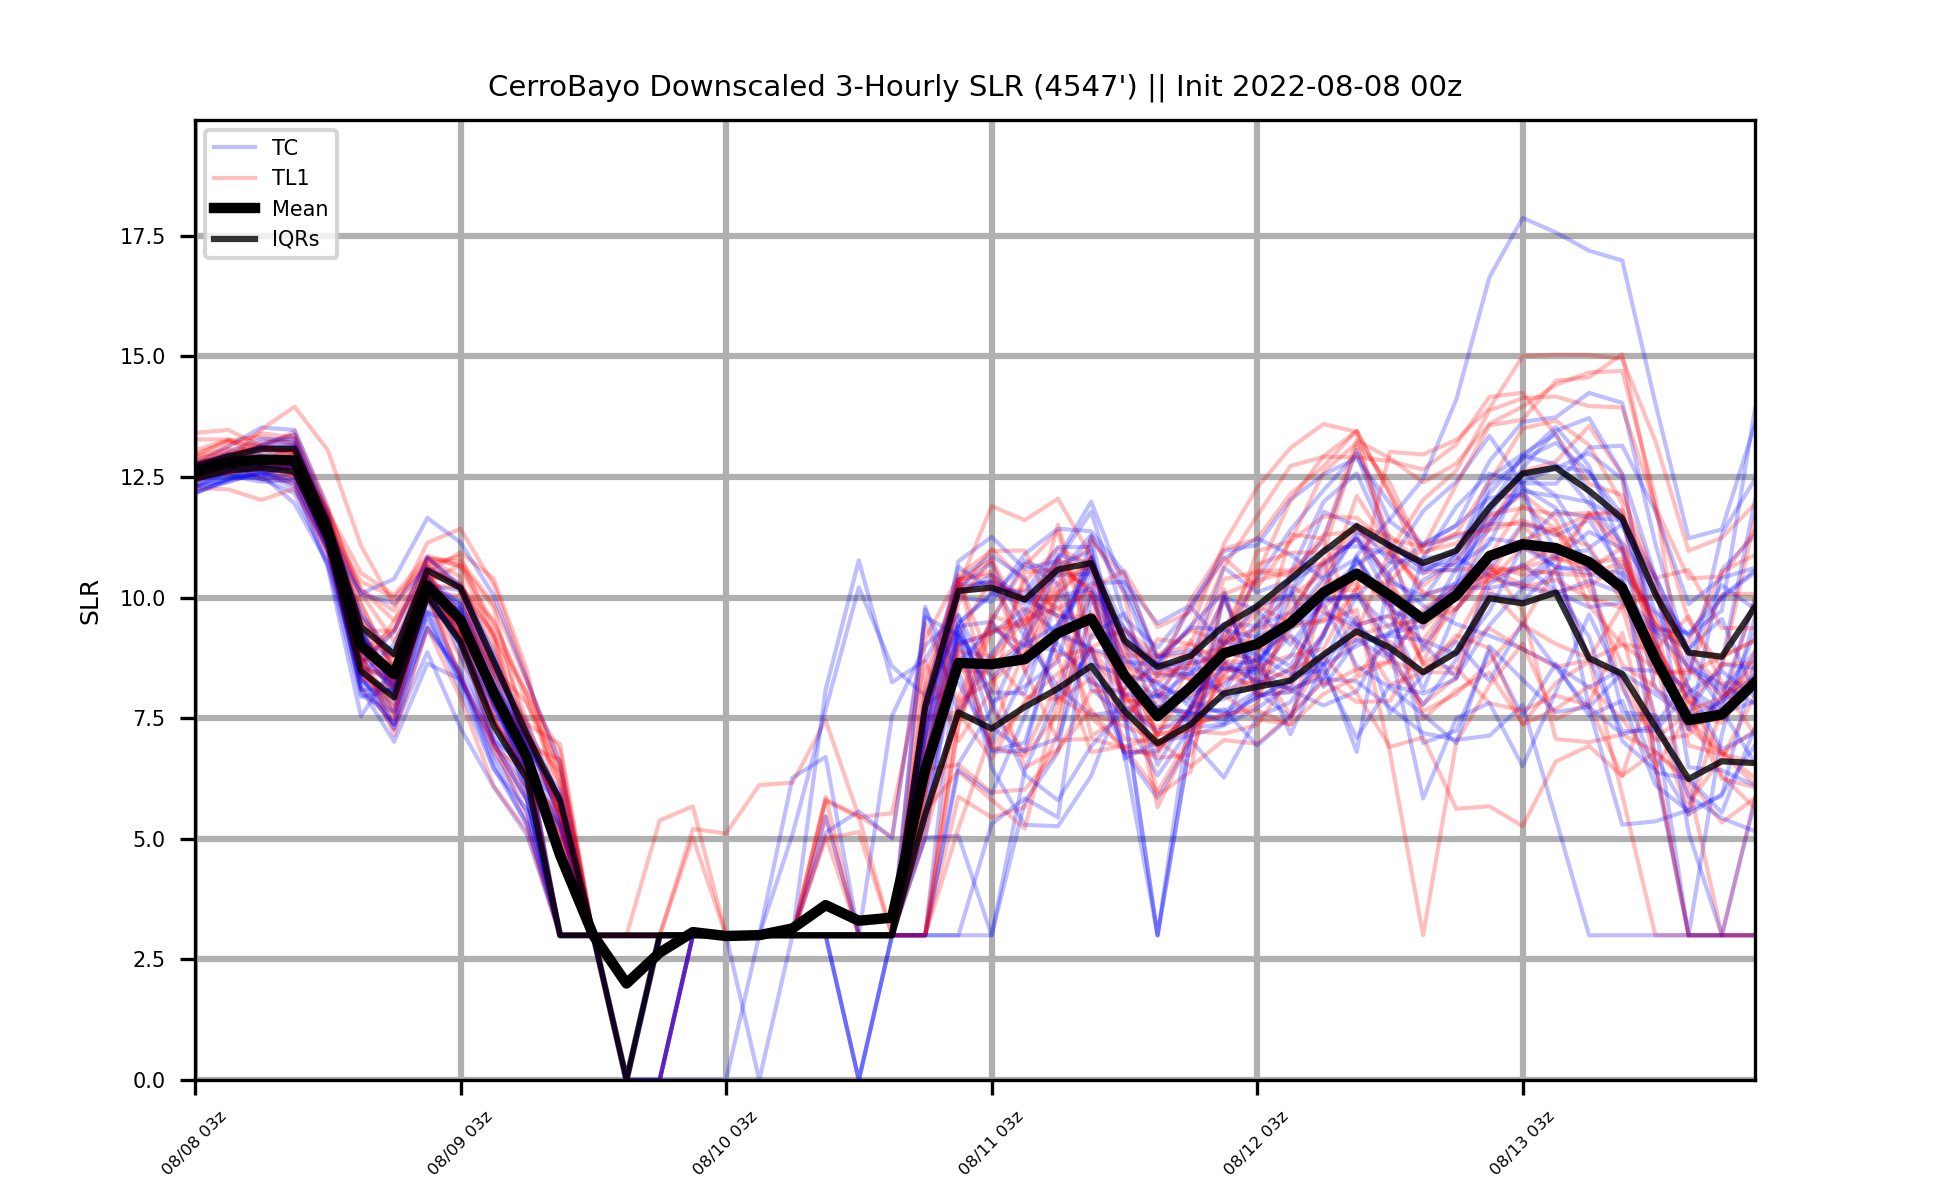 CerroBayo Downscaled 3-Hourly SLR (4547') || Init 2022-08-08 00z
TC
TL1
Mean
IQRs
SLR
17.5
15.0
12.5
10.0
7.5
5.0
2.5
0.0
08/08 03z
08/09 03z
08/10 03z
08/11 03z
08/12 03z
08/13 03z